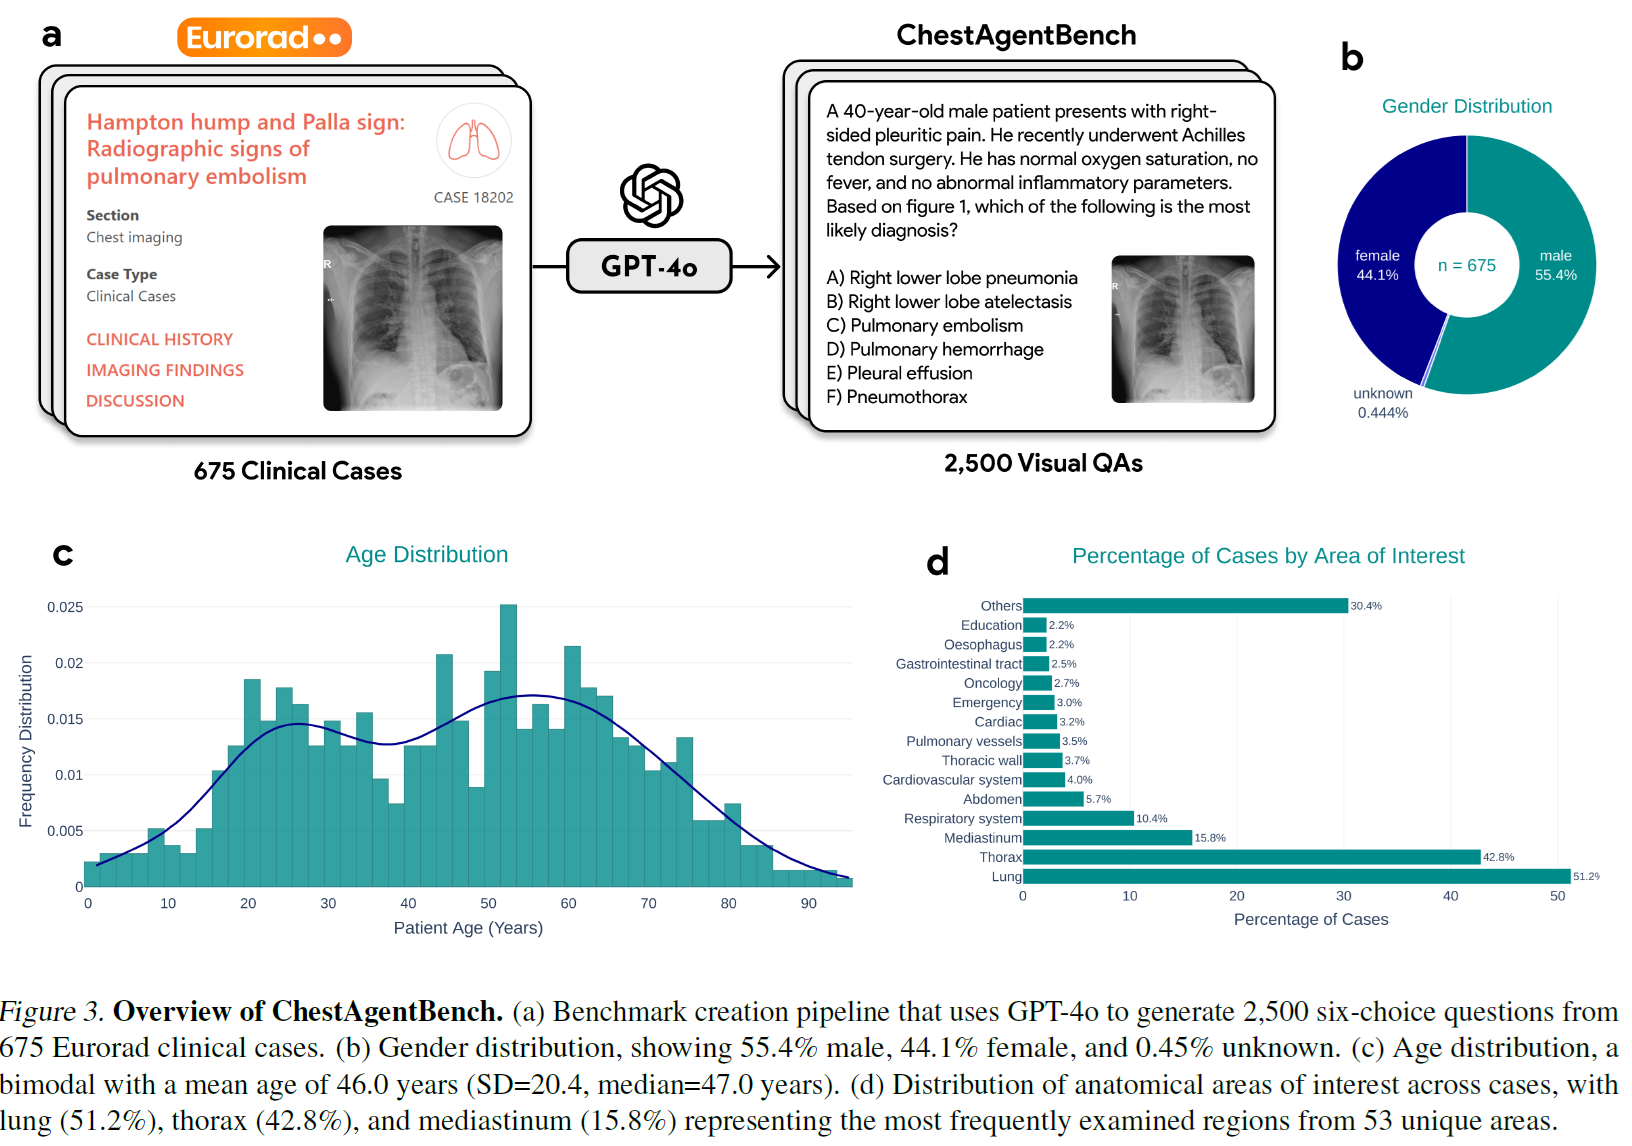 a
Eurorad
Hampton hump and Palla sign:
Radiographic signs of
pulmonary embolism
CASE 18202
Section
Chest imaging
Case Type
Clinical Cases
CLINICAL HISTORY
IMAGING FINDINGS
DISCUSSION
R
675 Clinical Cases
GPT-4o
ChestAgentBench
A 40-year-old male patient presents with right-
sided pleuritic pain. He recently underwent Achilles
tendon surgery. He has normal oxygen saturation, no
fever, and no abnormal inflammatory parameters.
Based on figure 1, which of the following is the most
likely diagnosis?
A) Right lower lobe pneumonia
B) Right lower lobe atelectasis
C) Pulmonary embolism
D) Pulmonary hemorrhage
E) Pleural effusion
F) Pneumothorax
R
2,500 Visual QAs
b
Gender Distribution
female
44.1%
n = 675
male
55.4%
unknown
0.444%
c
Age Distribution
Frequency Distribution
0.025
0.02
0.015
0.01
0.005
0
0 10 20 30 40 50 60 70 80 90
Patient Age (Years)
d
Percentage of Cases by Area of Interest
Others 30.4%
Education 2.2%
Oesophagus 2.2%
Gastrointestinal tract 2.5%
Oncology 2.7%
Emergency 3.0%
Cardiac 3.2%
Pulmonary vessels 3.5%
Thoracic wall 3.7%
Cardiovascular system 4.0%
Abdomen 5.7%
Respiratory system 10.4%
Mediastinum 15.8%
Thorax 42.8%
Lung 51.2%
0 10 20 30 40 50
Percentage of Cases
Figure 3. Overview of ChestAgentBench. (a) Benchmark creation pipeline that uses GPT-4o to generate 2,500 six-choice questions from
675 Eurorad clinical cases. (b) Gender distribution, showing 55.4% male, 44.1% female, and 0.45% unknown. (c) Age distribution, a
bimodal with a mean age of 46.0 years (SD=20.4, median=47.0 years). (d) Distribution of anatomical areas of interest across cases, with
lung (51.2%), thorax (42.8%), and mediastinum (15.8%) representing the most frequently examined regions from 53 unique areas.